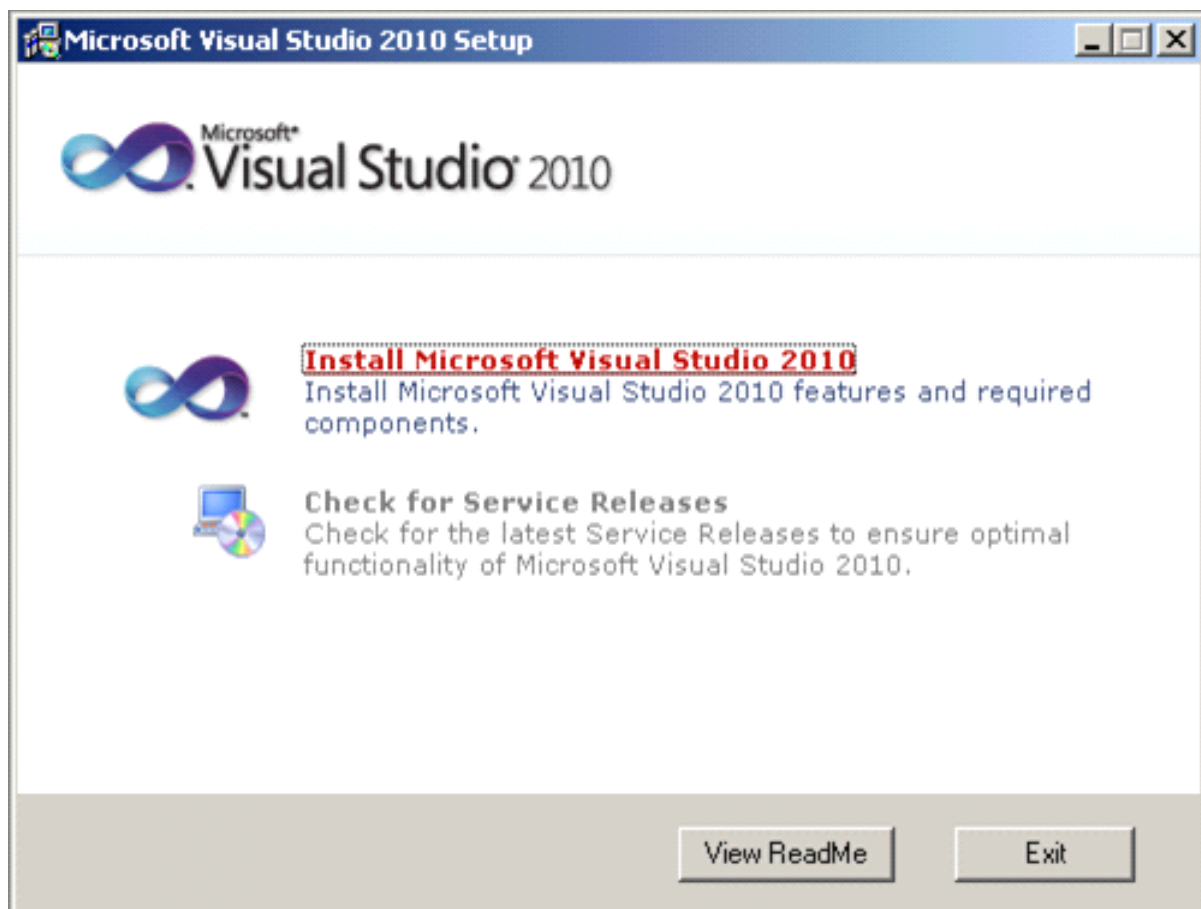 Microsoft Visual Studio 2010 Setup
Microsoft®
Visual Studio® 2010
Install Microsoft Visual Studio 2010
Install Microsoft Visual Studio 2010 features and required
components.
Check for Service Releases
Check for the latest Service Releases to ensure optimal
functionality of Microsoft Visual Studio 2010.
View ReadMe Exit